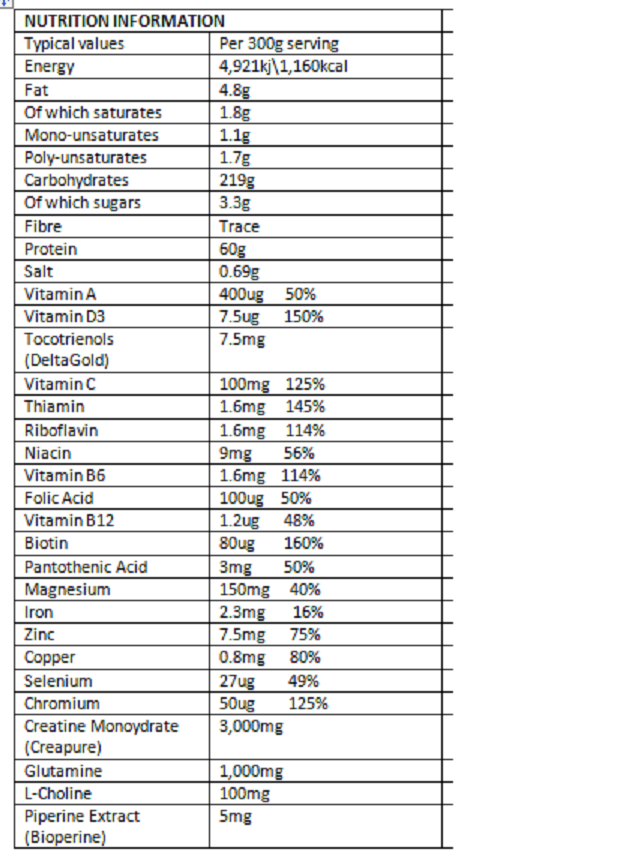 NUTRITION INFORMATION
Typical values Per 300g serving
Energy 4,921kj\1,160kcal
Fat 4.8g
Of which saturates 1.8g
Mono-unsaturates 1.1g
Poly-unsaturates 1.7g
Carbohydrates 219g
Of which sugars 3.3g
Fibre Trace
Protein 60g
Salt 0.69g
Vitamin A 400ug 50%
Vitamin D3 7.5ug 150%
Tocotrienols 7.5mg
(DeltaGold)
Vitamin C 100mg 125%
Thiamin 1.6mg 145%
Riboflavin 1.6mg 114%
Niacin 9mg 56%
Vitamin B6 1.6mg 114%
Folic Acid 100ug 50%
Vitamin B12 1.2ug 48%
Biotin 80ug 160%
Pantothenic Acid 3mg 50%
Magnesium 150mg 40%
Iron 2.3mg 16%
Zinc 7.5mg 75%
Copper 0.8mg 80%
Selenium 27ug 49%
Chromium 50ug 125%
Creatine Monoydrate 3,000mg
(Creapure)
Glutamine 1,000mg
L-Choline 100mg
Piperine Extract 5mg
(Bioperine)